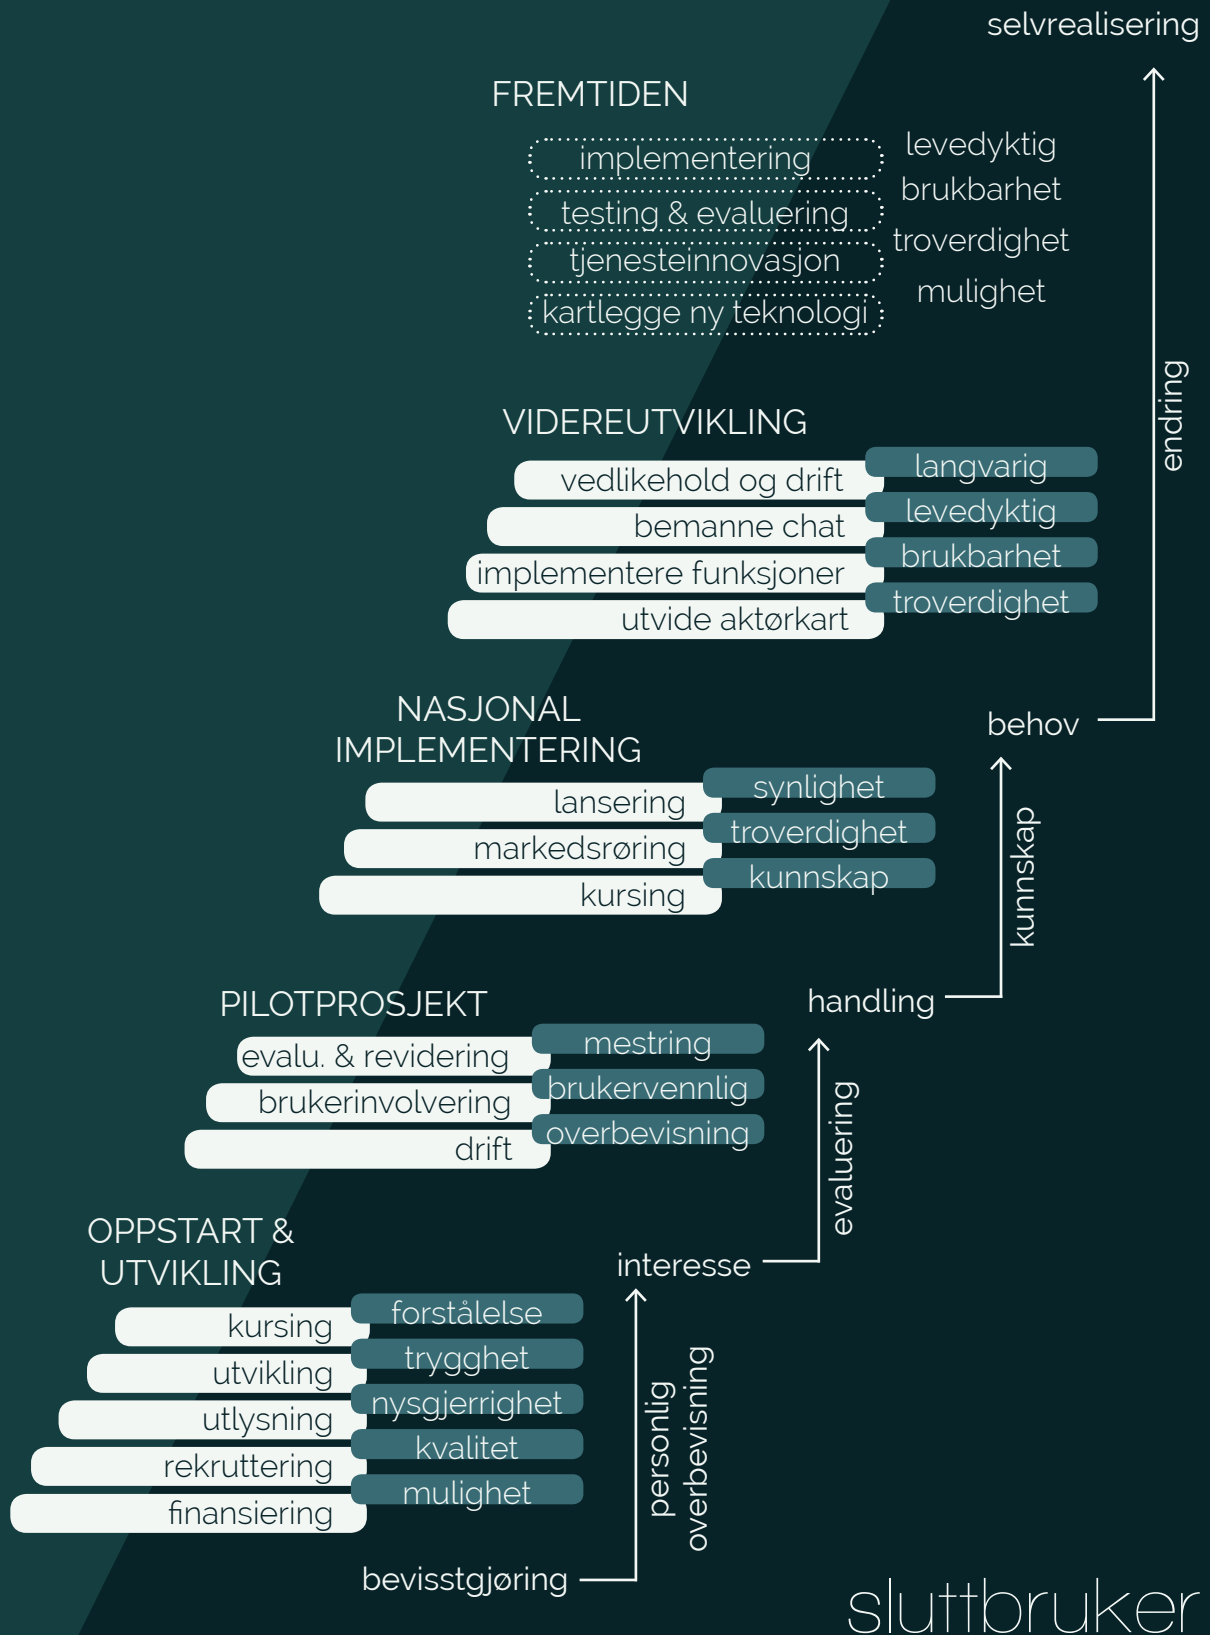 selvrealisering
FREMTIDEN
implementering
levedyktig
testing & evaluering
brukbarhet
tjenesteinnovasjon
troverdighet
kartlegge ny teknologi
mulighet
endring
VIDEREUTVIKLING
vedlikehold og drift
langvarig
bemanne chat
levedyktig
implementere funksjoner
brukbarhet
utvide aktørkart
troverdighet
NASJONAL
IMPLEMENTERING
behov
lansering
synlighet
markedsrøring
troverdighet
kursing
kunnskap
kunnskap
PILOTPROSJEKT
handling
evalu. & revidering
mestring
brukerinvolvering
brukervennlig
drift
overbevisning
evaluering
OPPSTART &
UTVIKLING
interesse
kursing
forstålelse
utvikling
trygghet
utlysning
nysgjerrighet
rekruttering
kvalitet
finansiering
mulighet
personlig
overbevisning
bevisstgjøring
sluttbruker